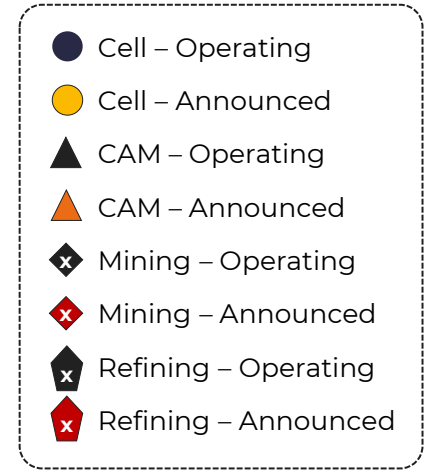 Cell – Operating
Cell – Announced
CAM – Operating
CAM – Announced
x Mining – Operating
x Mining – Announced
x Refining – Operating
x Refining – Announced